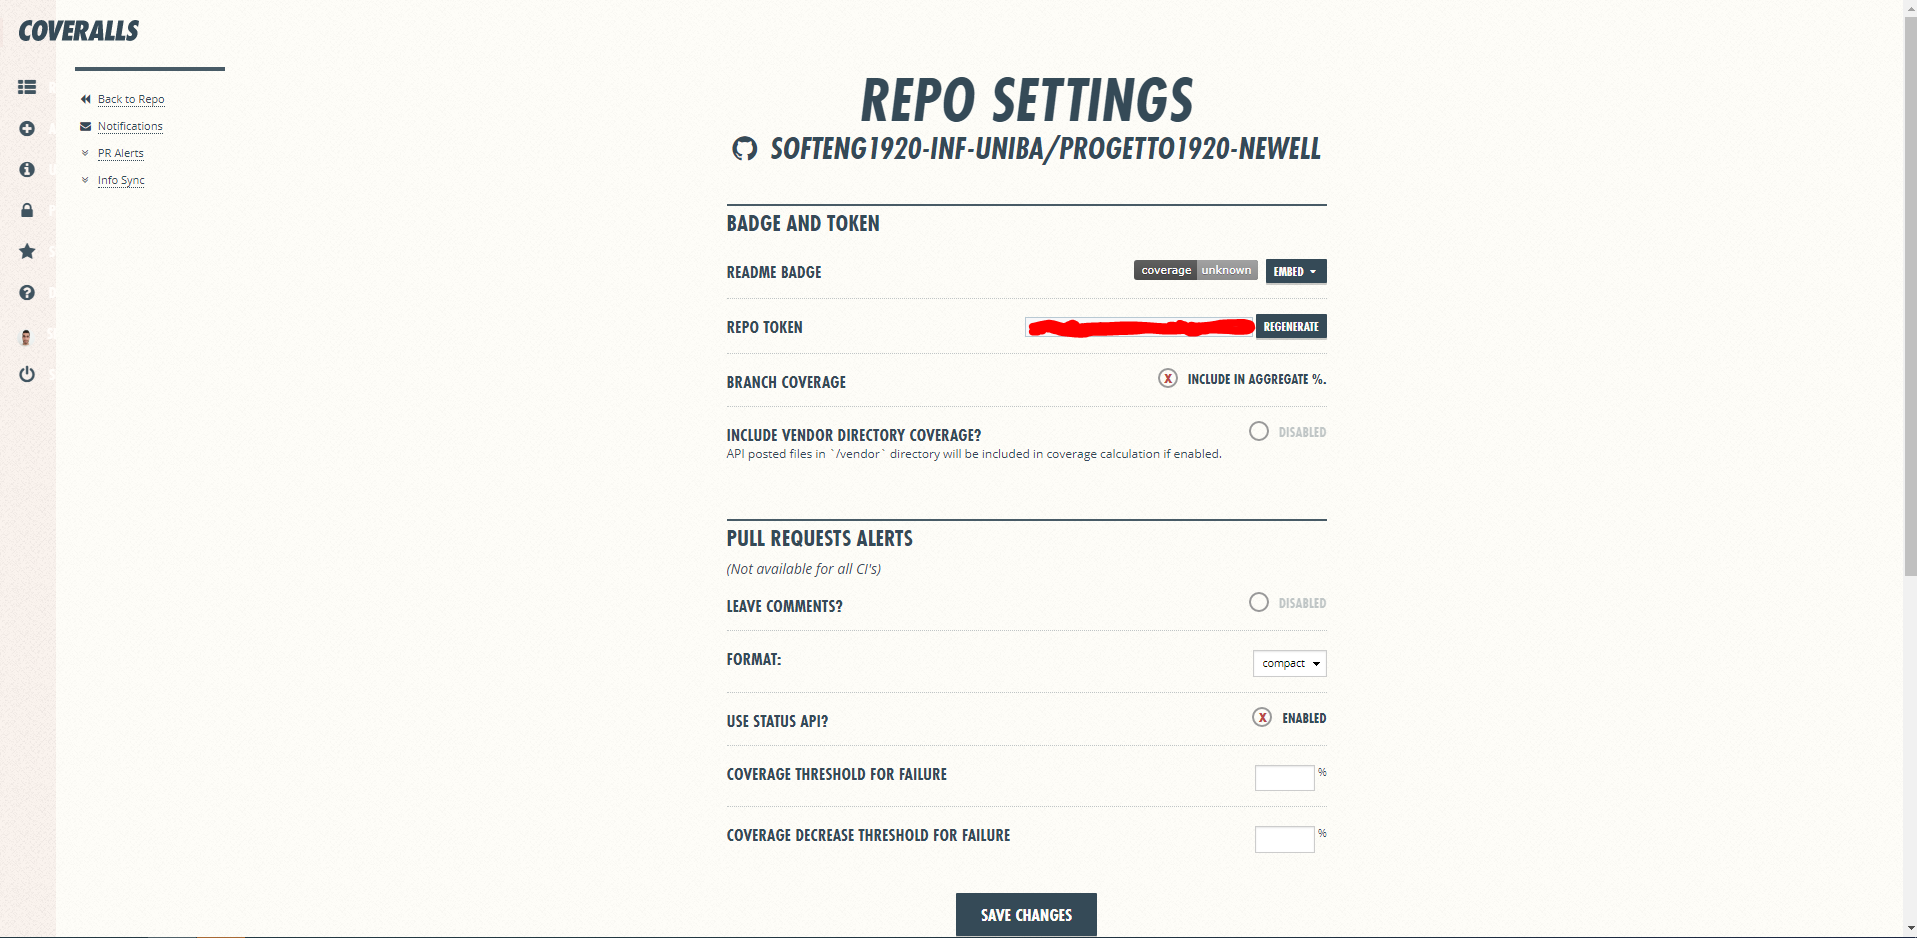 COVERALLS
Back to Repo
Notifications
PR Alerts
Info Sync
REPO SETTINGS
SOFTENG1920-INF-UNIBA/PROGETTO1920-NEWELL
BADGE AND TOKEN
README BADGE
coverage unknown
EMBED
REPO TOKEN
REGENERATE
BRANCH COVERAGE
X INCLUDE IN AGGREGATE %.
INCLUDE VENDOR DIRECTORY COVERAGE?
DISABLED
API posted files in `/vendor` directory will be included in coverage calculation if enabled.
PULL REQUESTS ALERTS
(Not available for all CI's)
LEAVE COMMENTS?
DISABLED
FORMAT:
compact
USE STATUS API?
X ENABLED
COVERAGE THRESHOLD FOR FAILURE
%
COVERAGE DECREASE THRESHOLD FOR FAILURE
%
SAVE CHANGES